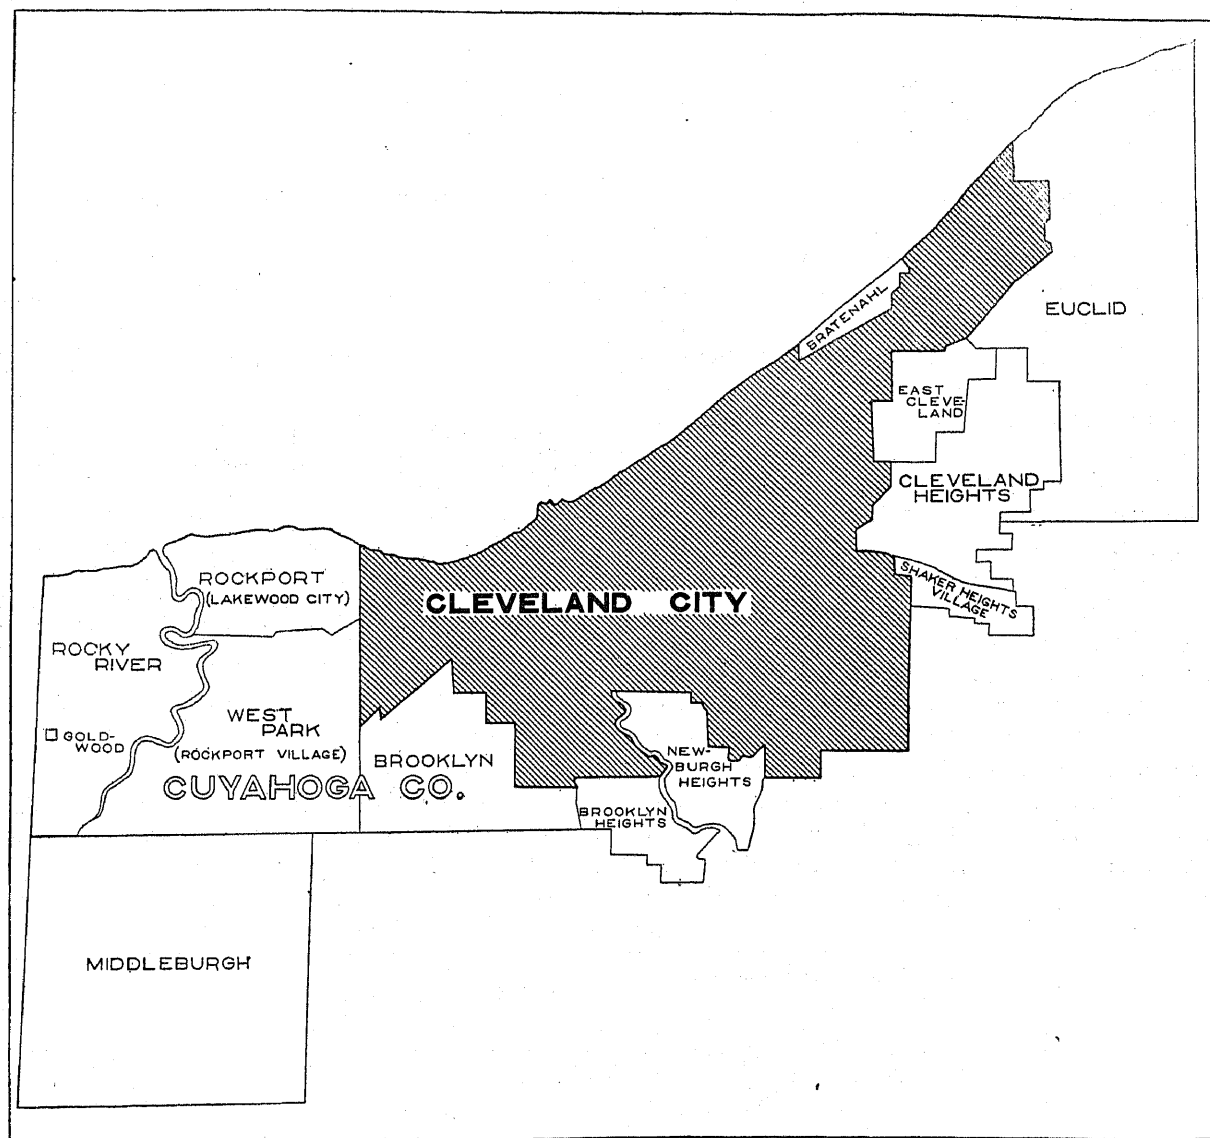 EUCLID
BRATENAHL
EAST
CLEVE-
LAND
CLEVELAND
HEIGHTS
SHAKER HEIGHTS
VILLAGE
ROCKPORT
(LAKEWOOD CITY)
CLEVELAND CITY
ROCKY
RIVER
WEST
PARK
(ROCKPORT VILLAGE)
GOLD-
WOOD
BROOKLYN
NEW-
BURGH
HEIGHTS
CUYAHOGA CO.
BROOKLYN
HEIGHTS
MIDDLEBURGH